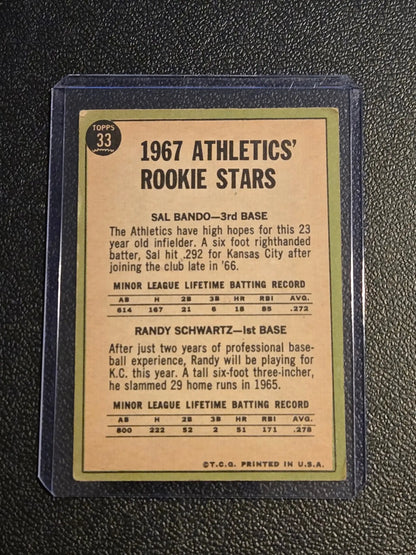 TOPPS
33
1967 ATHLETICS'
ROOKIE STARS
SAL BANDO—3rd BASE
The Athletics have high hopes for this 23
year old infielder. A six foot righthanded
batter, Sal hit .292 for Kansas City after
joining the club late in '66.
MINOR LEAGUE LIFETIME BATTING RECORD
AB H 2B 3B HR RBI AVG.
614 167 21 6 18 85 .272
RANDY SCHWARTZ—1st BASE
After just two years of professional base-
ball experience, Randy will be playing for
K.C. this year. A tall six-foot three-incher,
he slammed 29 home runs in 1965.
MINOR LEAGUE LIFETIME BATTING RECORD
AB H 2B 3B HR RBI AVG.
800 222 52 2 51 171 .278
©T.C.G. PRINTED IN U.S.A.